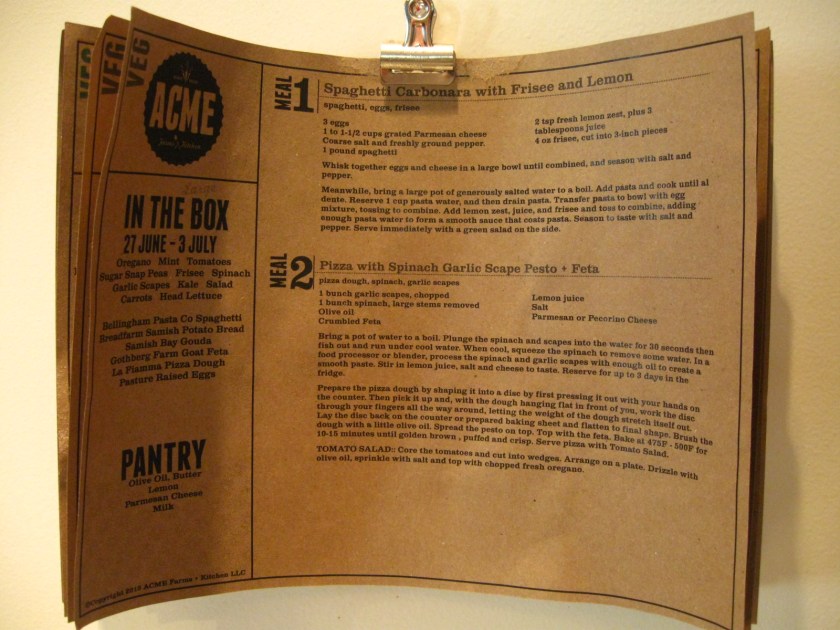 VEG
VEG
VEG
ACME
IN THE BOX
27 JUNE - 3 JULY
Oregano Mint Tomatoes
Sugar Snap Peas Frisee Spinach
Garlic Scapes Kale Salad
Carrots Head Lettuce
Bellingham Pasta Co Spaghetti
Breadfarm Samish Potato Bread
Samish Bay Gouda
Gothberg Farm Goat Feta
La Fiamma Pizza Dough
Pasture Raised Eggs
PANTRY
Olive Oil, Butter
Lemon
Parmesan Cheese
Milk
MEAL 1
Spaghetti Carbonara with Frisee and Lemon
spaghetti, eggs, frisee
3 eggs
1 to 1-1/2 cups grated Parmesan cheese
Coarse salt and freshly ground pepper.
1 pound spaghetti
2 tsp fresh lemon zest, plus 3
tablespoons juice
4 oz frisee, cut into 3-inch pieces
Whisk together eggs and cheese in a large bowl until combined, and season with salt and
pepper.
Meanwhile, bring a large pot of generously salted water to a boil. Add pasta and cook until al
dente. Reserve 1 cup pasta water, and then drain pasta. Transfer pasta to bowl with egg
mixture, tossing to combine. Add lemon zest, juice, and frisee and toss to combine, adding
enough pasta water to form a smooth sauce that coats pasta. Season to taste with salt and
pepper. Serve immediately with a green salad on the side.
MEAL 2
Pizza with Spinach Garlic Scape Pesto + Feta
pizza dough, spinach, garlic scapes
1 bunch garlic scapes, chopped
1 bunch spinach, large stems removed
Olive oil
Crumbled Feta
Lemon juice
Salt
Parmesan or Pecorino Cheese
Bring a pot of water to a boil. Plunge the spinach and scapes into the water for 30 seconds then
fish out and run under cool water. When cool, squeeze the spinach to remove some water. In a
food processor or blender, process the spinach and garlic scapes with enough oil to create a
smooth paste. Stir in lemon juice, salt and cheese to taste. Reserve for up to 3 days in the
fridge.
Prepare the pizza dough by shaping it into a disc by first pressing it out with your hands on
the counter. Then pick it up and, with the dough hanging flat in front of you, work the disc
through your fingers all the way around, letting the weight of the dough stretch itself out.
Lay the disc back on the counter or prepared baking sheet and flatten to final shape. Brush the
dough with a little olive oil. Spread the pesto on top. Top with the feta. Bake at 475F - 500F for
10-15 minutes until golden brown , puffed and crisp. Serve pizza with Tomato Salad.
TOMATO SALAD:: Core the tomatoes and cut into wedges. Arrange on a plate. Drizzle with
olive oil, sprinkle with salt and top with chopped fresh oregano.